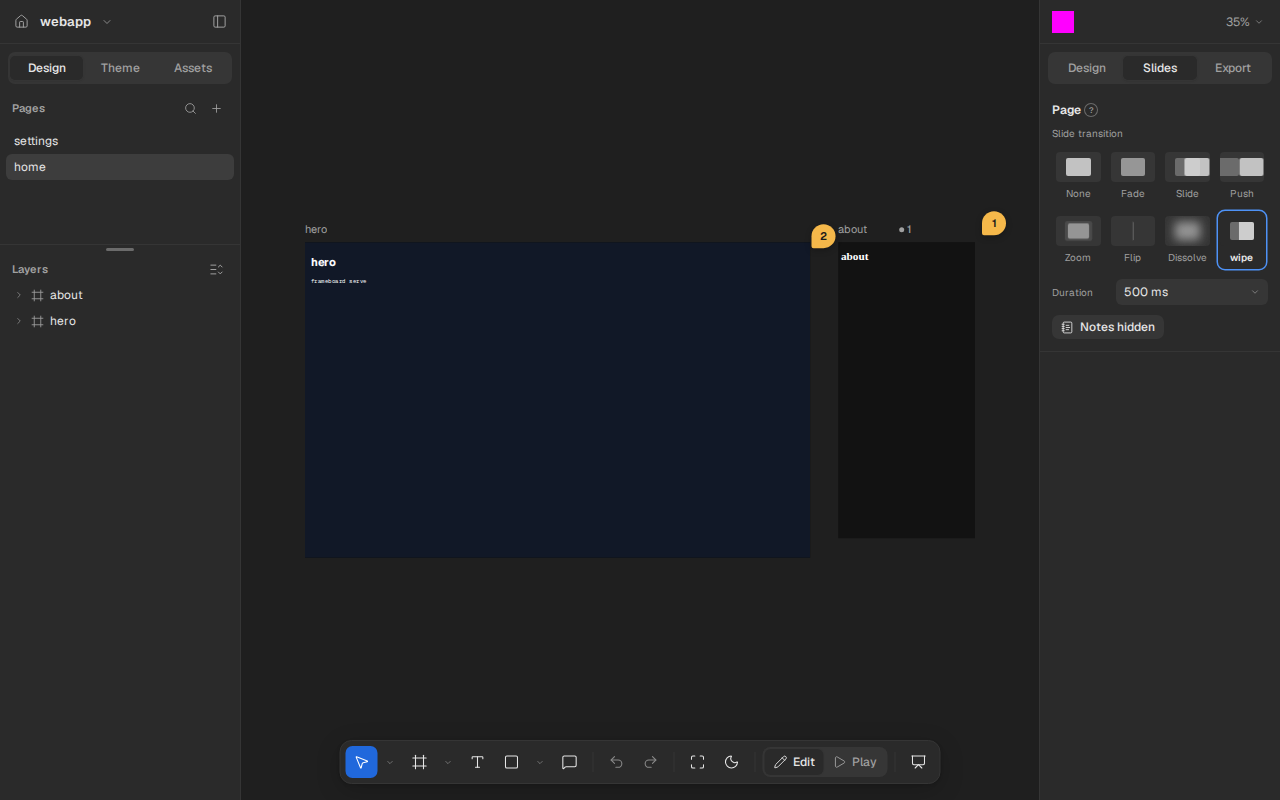 webapp
35%
Design Theme Assets
Design Slides Export
Pages
settings
home
Layers
about
hero
hero
2
about 1
1
hero
frameboard serve
about
Page ?
Slide transition
None Fade Slide Push
Zoom Flip Dissolve wipe
Duration 500 ms
Notes hidden
Edit Play